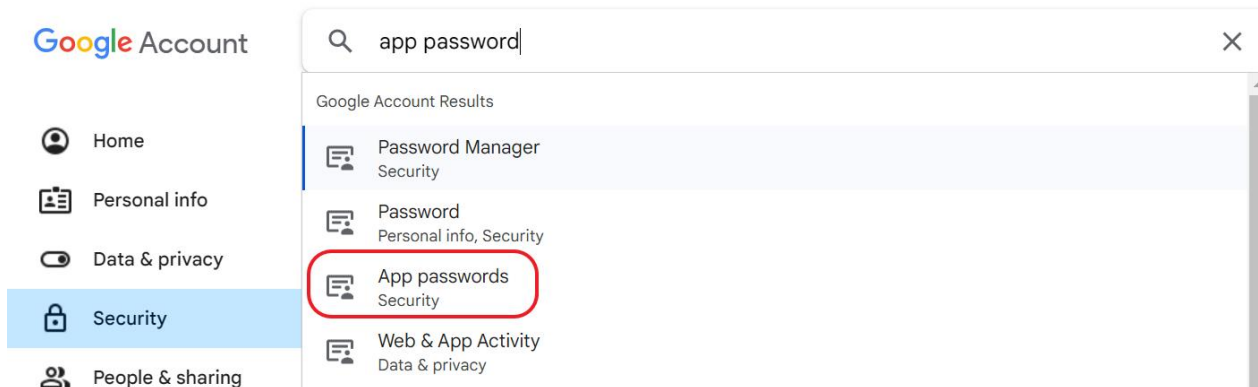 Google Account
app password
Google Account Results
Home
Password Manager
Security
Personal info
Password
Personal info, Security
Data & privacy
App passwords
Security
Security
Web & App Activity
Data & privacy
People & sharing